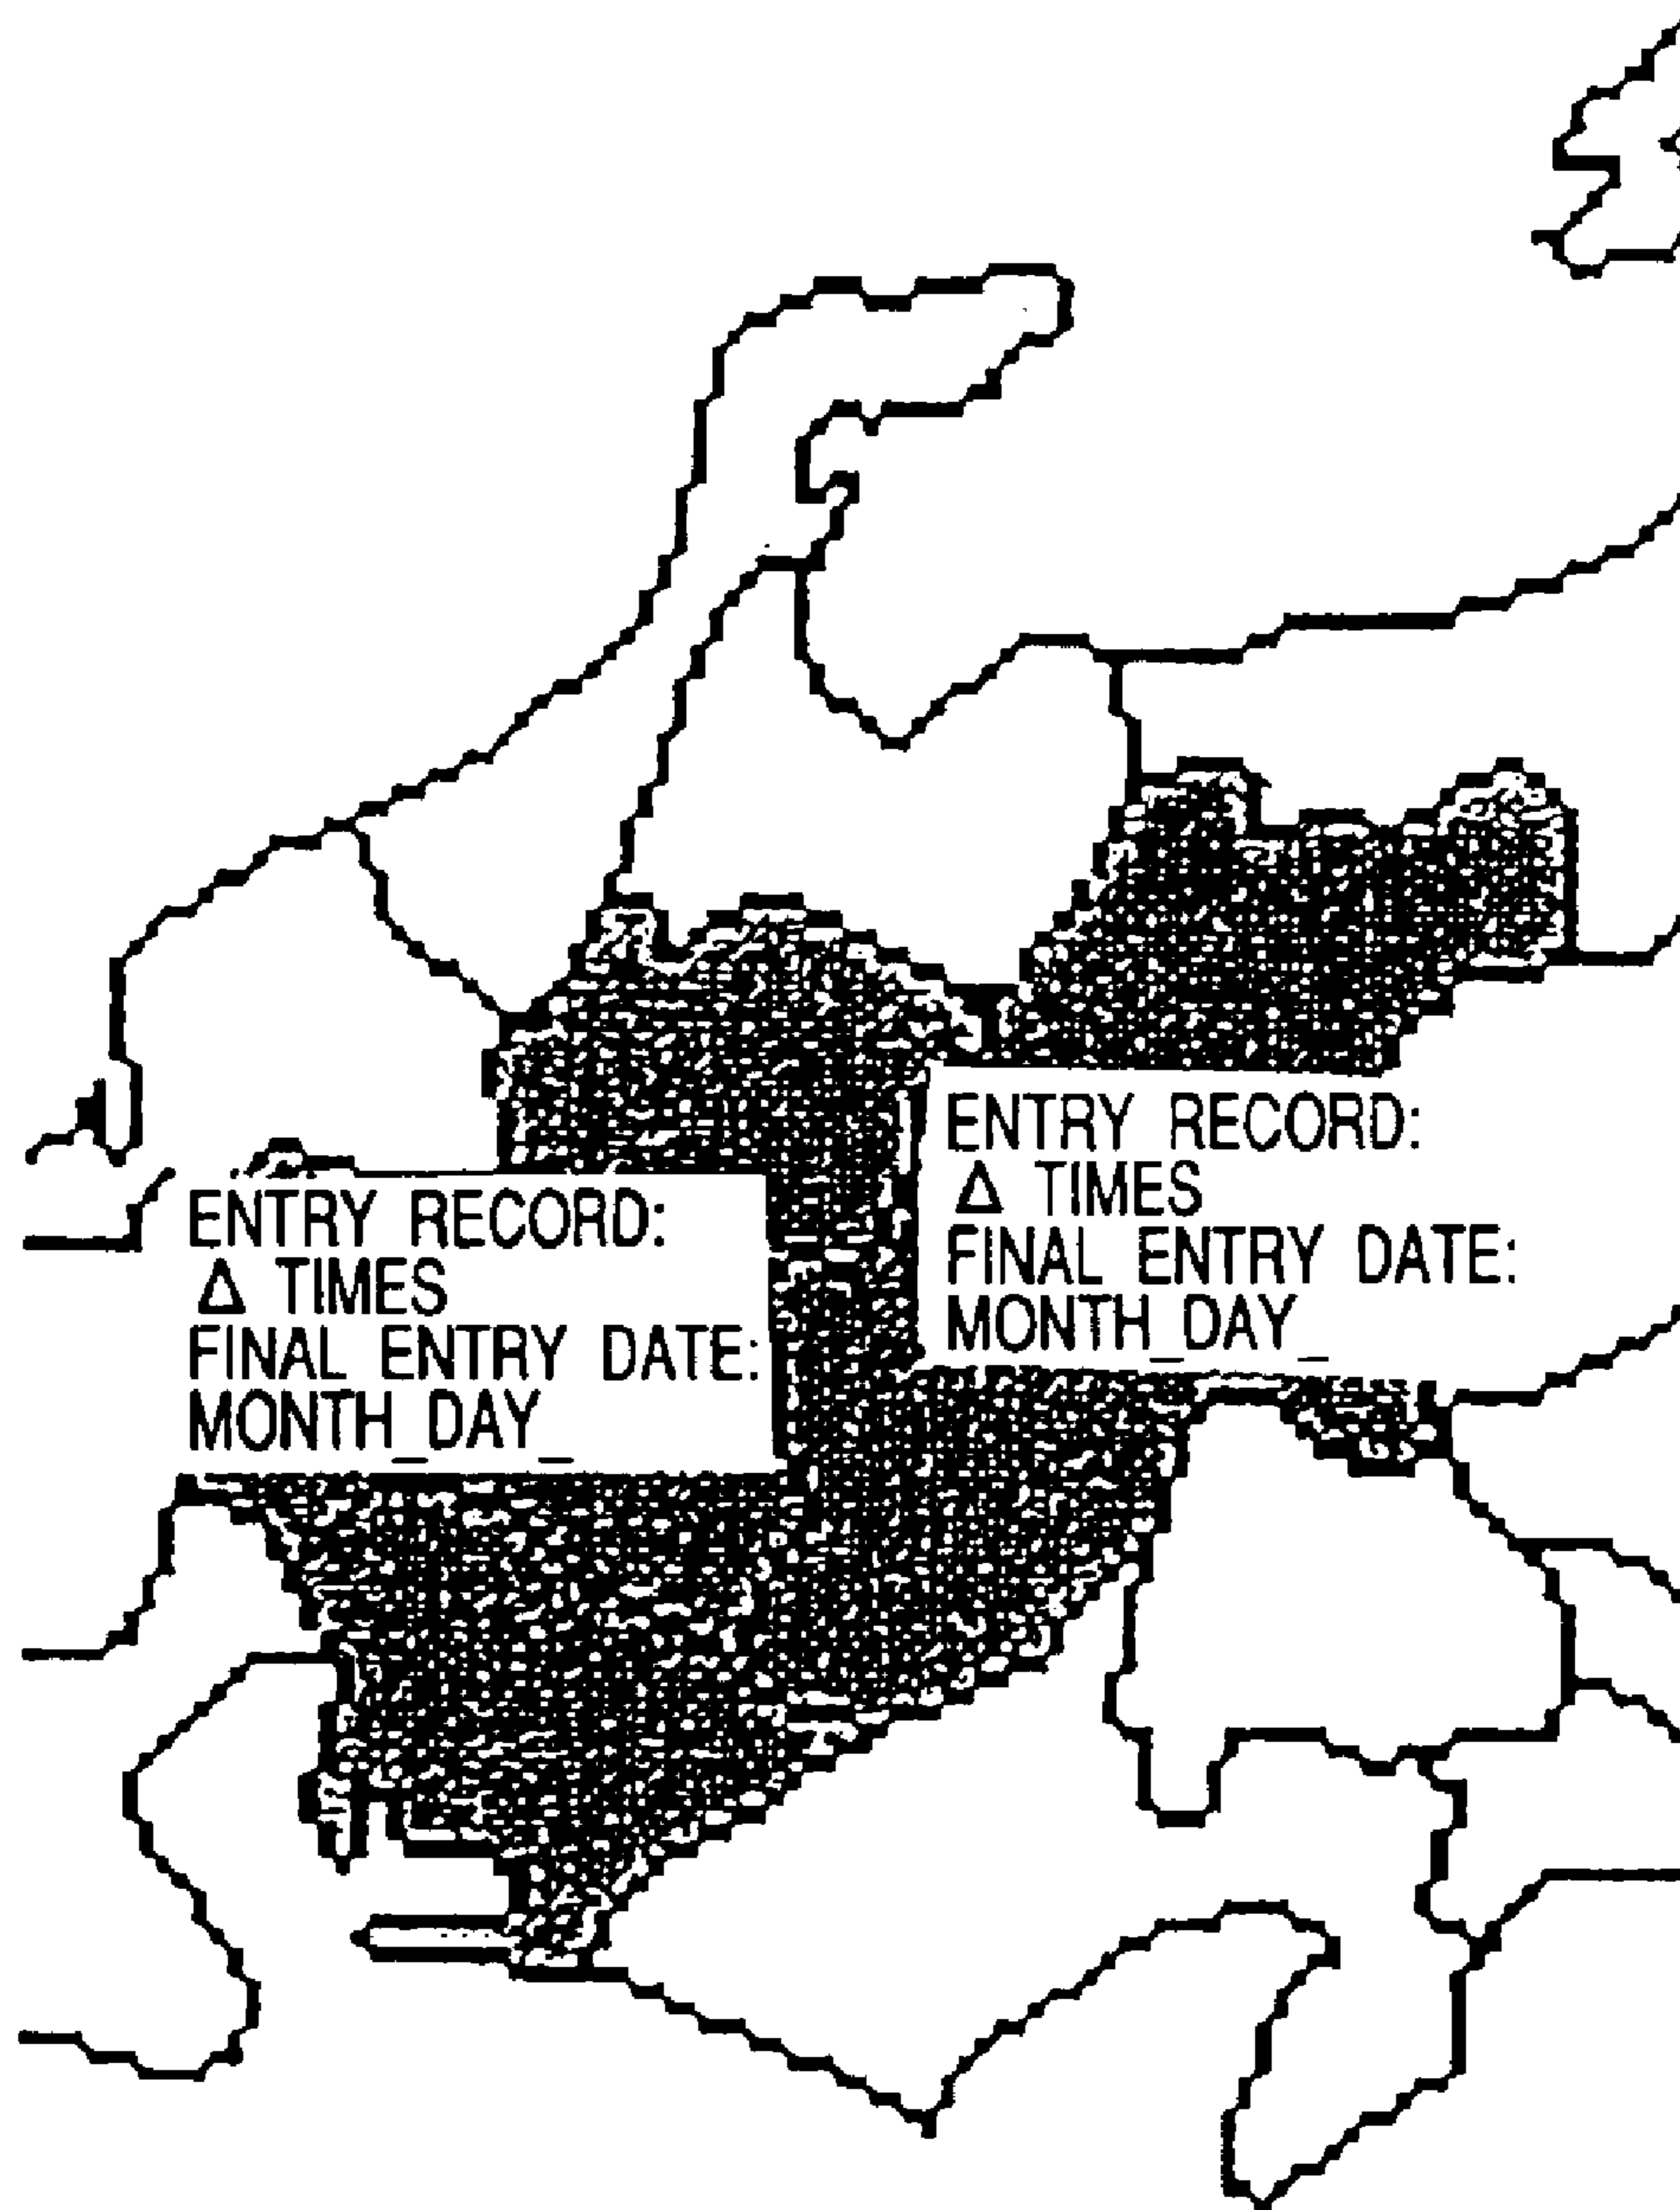 ENTRY RECORD:
Δ TIMES
FINAL ENTRY DATE:
MONTH_DAY_
ENTRY RECORD:
Δ TIMES
FINAL ENTRY DATE:
MONTH_DAY_